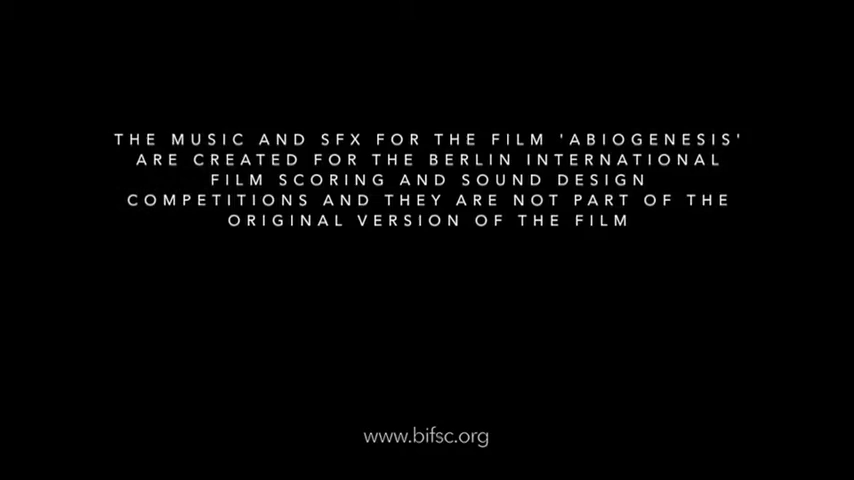 THE MUSIC AND SFX FOR THE FILM 'ABIOGENESIS'
ARE CREATED FOR THE BERLIN INTERNATIONAL
FILM SCORING AND SOUND DESIGN
COMPETITIONS AND THEY ARE NOT PART OF THE
ORIGINAL VERSION OF THE FILM
www.bifsc.org